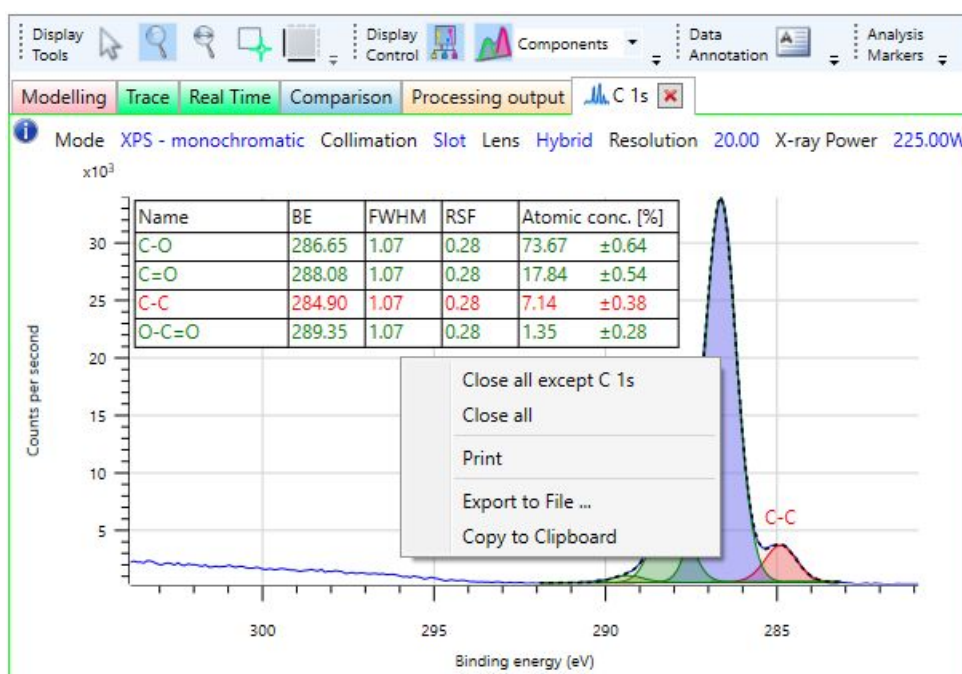 Display Tools
Display Control
Components
Data Annotation
Analysis Markers
Modelling Trace Real Time Comparison Processing output C 1s
Mode XPS - monochromatic Collimation Slot Lens Hybrid Resolution 20.00 X-ray Power 225.00W
x10³
Name BE FWHM RSF Atomic conc. [%]
C-O 286.65 1.07 0.28 73.67 ±0.64
C=O 288.08 1.07 0.28 17.84 ±0.54
C-C 284.90 1.07 0.28 7.14 ±0.38
O-C=O 289.35 1.07 0.28 1.35 ±0.28
30
25
20
15
10
5
Counts per second
Close all except C 1s
Close all
Print
Export to File ...
Copy to Clipboard
C-C
300 295 290 285
Binding energy (eV)